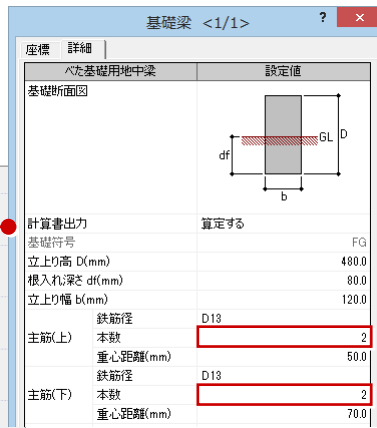 基礎梁 <1/1>
? ×
座標 詳細
べた基礎用地中梁 設定値
基礎断面図
GL D
df
b
計算書出力 算定する
基礎符号 FG
立上り高 D(mm) 480.0
根入れ深さ df(mm) 80.0
立上り幅 b(mm) 120.0
鉄筋径 D13
主筋(上) 本数 2
重心距離(mm) 50.0
鉄筋径 D13
主筋(下) 本数 2
重心距離(mm) 70.0